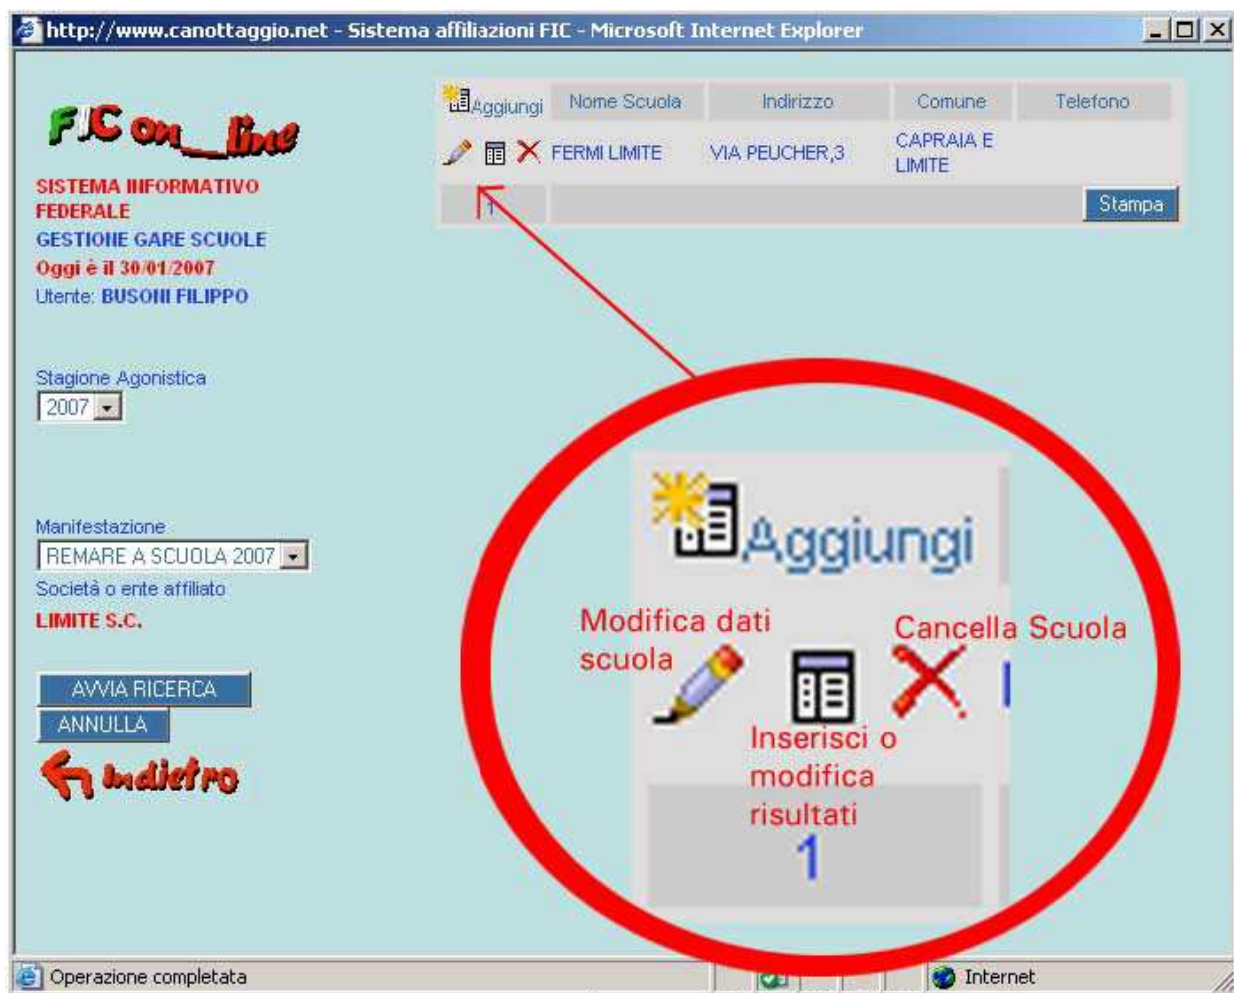 http://www.canottaggio.net - Sistema affiliazioni FIC - Microsoft Internet Explorer
FIC on_line
SISTEMA INFORMATIVO
FEDERALE
GESTIONE GARE SCUOLE
Oggi è il 30/01/2007
Utente: BUSONI FILIPPO
Stagione Agonistica
2007
Manifestazione
REMARE A SCUOLA 2007
Società o ente affiliato
LIMITE S.C.
AVVIA RICERCA
ANNULLA
Indietro
Aggiungi Nome Scuola Indirizzo Comune Telefono
FERMI LIMITE VIA PEUCHER,3 CAPRAIA E
LIMITE
1 Stampa
Aggiungi
Modifica dati
scuola
Cancella Scuola
Inserisci o
modifica
risultati
1
Operazione completata
Internet